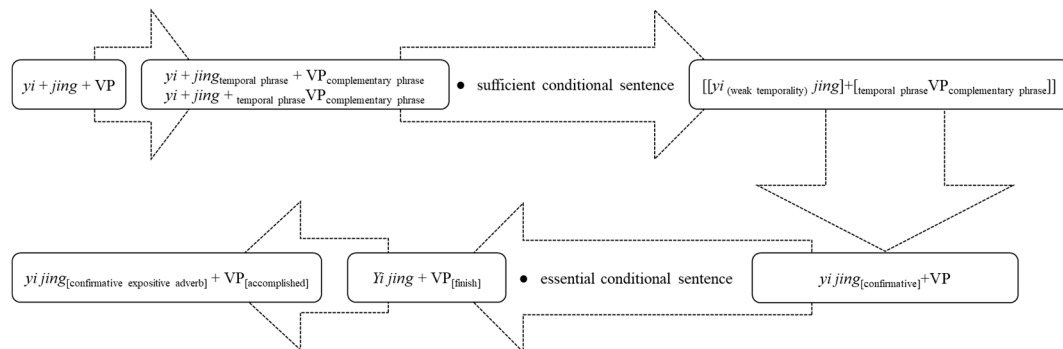 yi + jing + VP
yi + jing temporal phrase + VP complementary phrase
yi + jing + temporal phrase VP complementary phrase
• sufficient conditional sentence
[[yi (weak temporality) jing]+[temporal phrase VP complementary phrase]]
yi jing[confirmative expositive adverb] + VP[accomplished]
Yi jing + VP[finish]
• essential conditional sentence
yi jing[confirmative]+VP